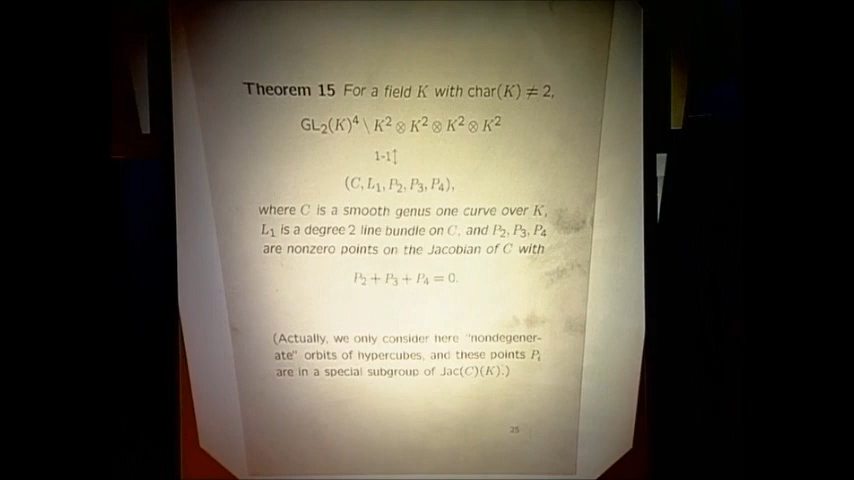 Theorem 15 For a field K with char(K) ≠ 2,
GL₂(K)⁴ \ K² ⊗ K² ⊗ K² ⊗ K²
1-1↕
(C, L₁, P₂, P₃, P₄),
where C is a smooth genus one curve over K,
L₁ is a degree 2 line bundle on C, and P₂, P₃, P₄
are nonzero points on the Jacobian of C with
P₂ + P₃ + P₄ = 0.
(Actually, we only consider here "nondegener-
ate" orbits of hypercubes, and these points Pᵢ
are in a special subgroup of Jac(C)(K).)
25